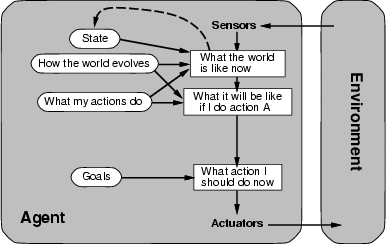 Sensors
State
How the world evolves
What my actions do
What the world
is like now
What it will be like
if I do action A
Goals
What action I
should do now
Agent
Actuators
Environment